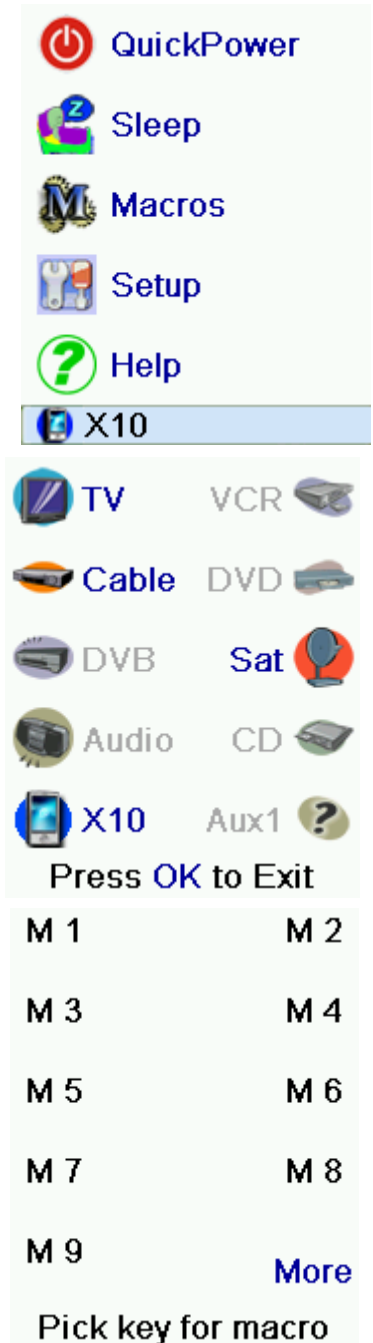 QuickPower
Z Sleep
M Macros
Setup
? Help
X10
TV VCR
Cable DVD
DVB Sat
Audio CD
X10 Aux1 ?
Press OK to Exit
M 1 M 2
M 3 M 4
M 5 M 6
M 7 M 8
M 9 More
Pick key for macro